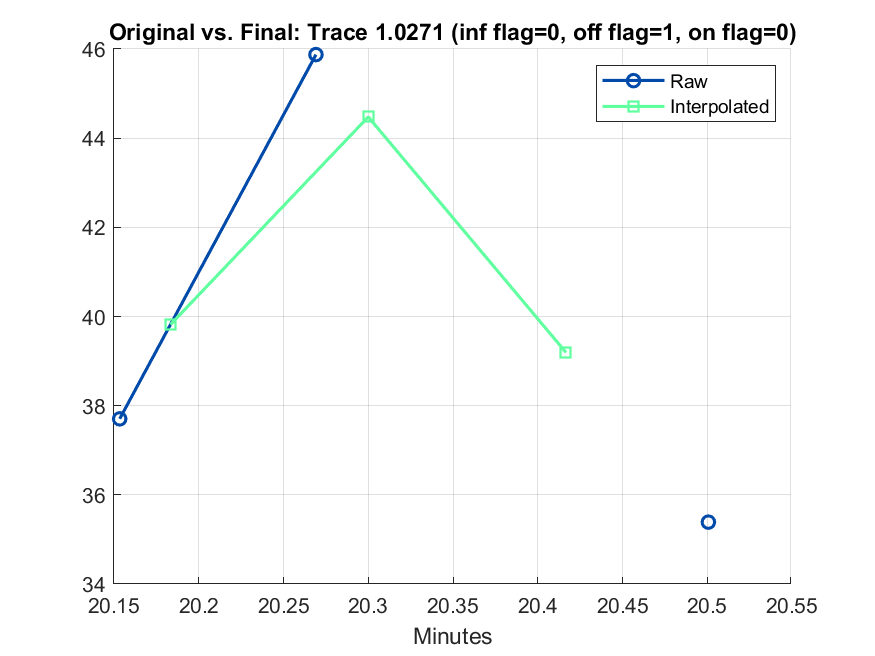 Original vs. Final: Trace 1.0271 (inf flag=0, off flag=1, on flag=0)
46
44
42
40
38
36
34
Raw
Interpolated
20.15 20.2 20.25 20.3 20.35 20.4 20.45 20.5 20.55
Minutes